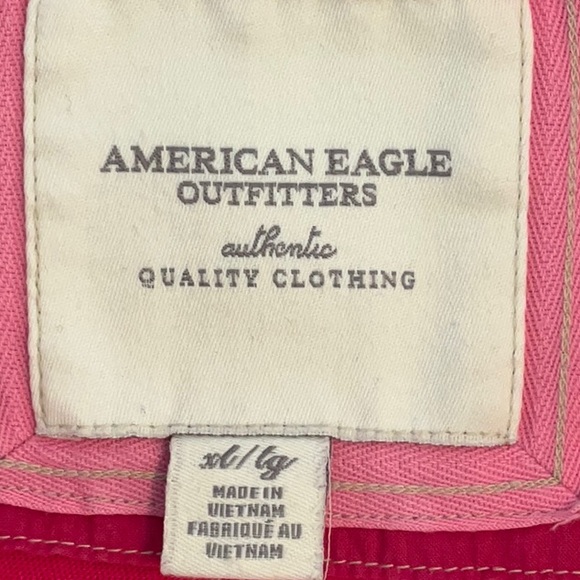 AMERICAN EAGLE
OUTFITTERS
authentic
QUALITY CLOTHING
xl/tg
MADE IN
VIETNAM
FABRIQUÉ AU
VIETNAM